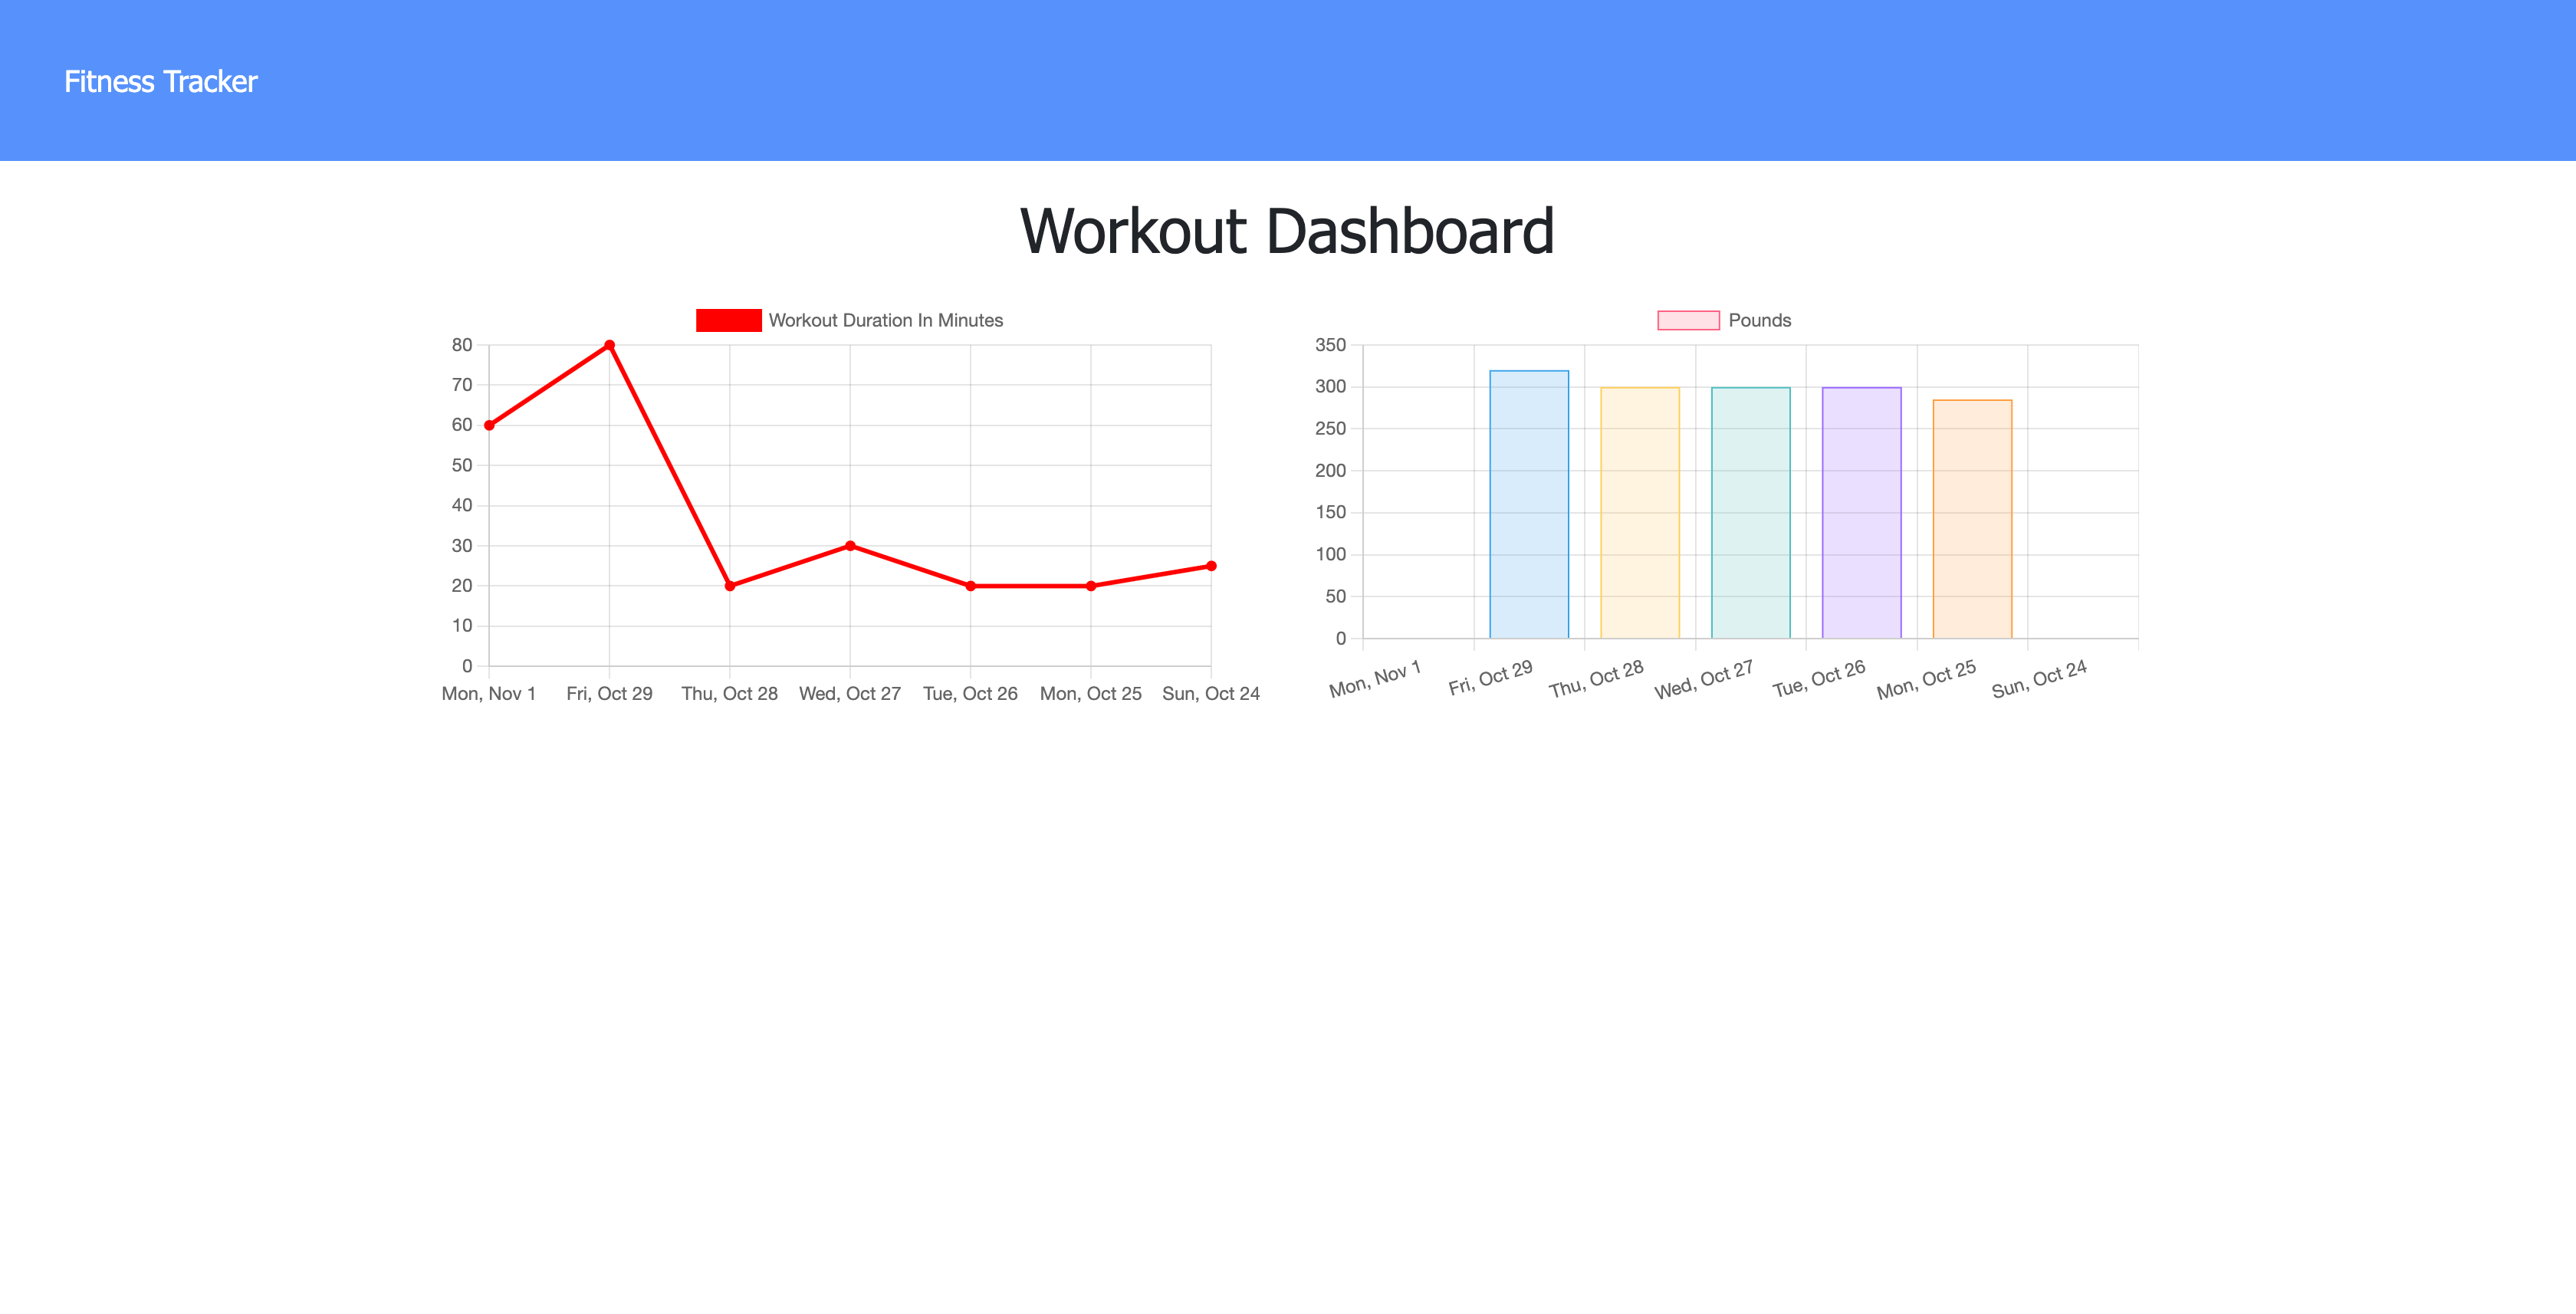 Fitness Tracker
Workout Dashboard
Workout Duration In Minutes
80
70
60
50
40
30
20
10
0
Mon, Nov 1 Fri, Oct 29 Thu, Oct 28 Wed, Oct 27 Tue, Oct 26 Mon, Oct 25 Sun, Oct 24
Pounds
350
300
250
200
150
100
50
0
Mon, Nov 1 Fri, Oct 29 Thu, Oct 28 Wed, Oct 27 Tue, Oct 26 Mon, Oct 25 Sun, Oct 24